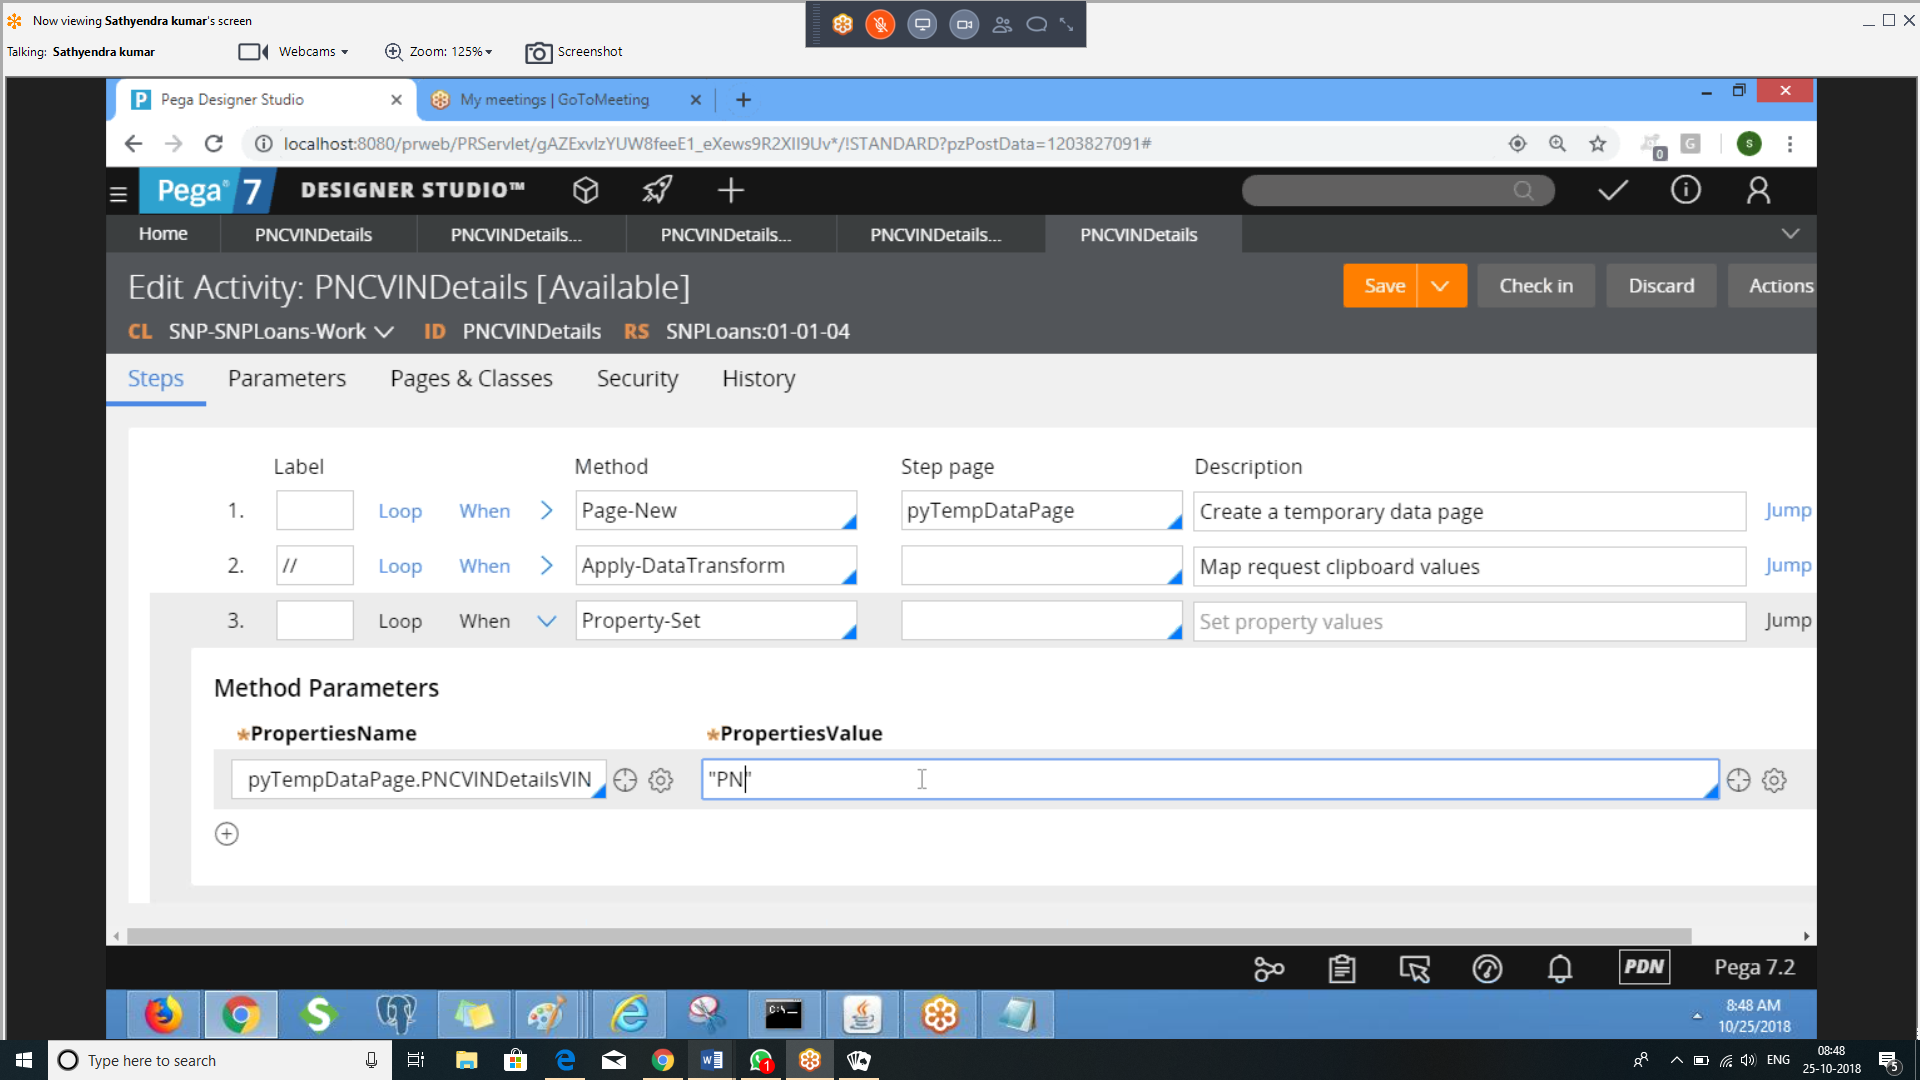 Now viewing Sathyendra kumar's screen
Talking: Sathyendra kumar
Webcams
Zoom: 125%
Screenshot
Pega Designer Studio
My meetings | GoToMeeting
localhost:8080/prweb/PRServlet/gAZExvIzYUW8feeE1_eXews9R2XII9Uv*/!STANDARD?pzPostData=1203827091#
0
G
S
Pega 7
DESIGNER STUDIO™
Home
PNCVINDetails
PNCVINDetails...
PNCVINDetails...
PNCVINDetails...
PNCVINDetails
Edit Activity: PNCVINDetails [Available]
Save
Check in
Discard
Actions
CL SNP-SNPLoans-Work ID PNCVINDetails RS SNPLoans:01-01-04
Steps
Parameters
Pages & Classes
Security
History
Label
Method
Step page
Description
1. Loop When Page-New pyTempDataPage Create a temporary data page Jump
2. // Loop When Apply-DataTransform Map request clipboard values Jump
3. Loop When Property-Set Set property values Jump
Method Parameters
*PropertiesName
*PropertiesValue
pyTempDataPage.PNCVINDetailsVIN
"PN"
PDN
Pega 7.2
8:48 AM
10/25/2018
Type here to search
1
ENG
08:48
25-10-2018
5